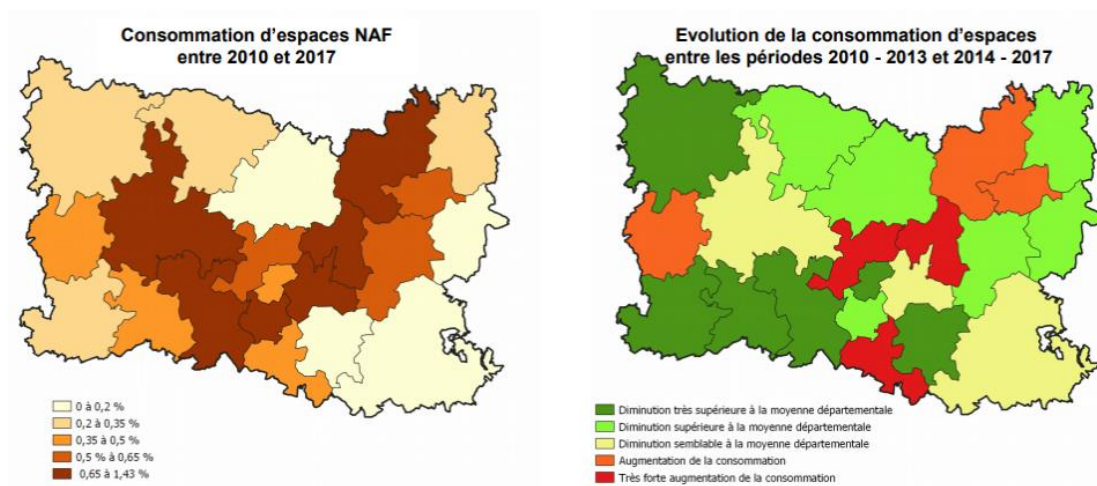 Consommation d'espaces NAF
entre 2010 et 2017
0 à 0,2 %
0,2 à 0,35 %
0,35 à 0,5 %
0,5 % à 0,65 %
0,65 à 1,43 %
Evolution de la consommation d'espaces
entre les périodes 2010 - 2013 et 2014 - 2017
Diminution très supérieure à la moyenne départementale
Diminution supérieure à la moyenne départementale
Diminution semblable à la moyenne départementale
Augmentation de la consommation
Très forte augmentation de la consommation